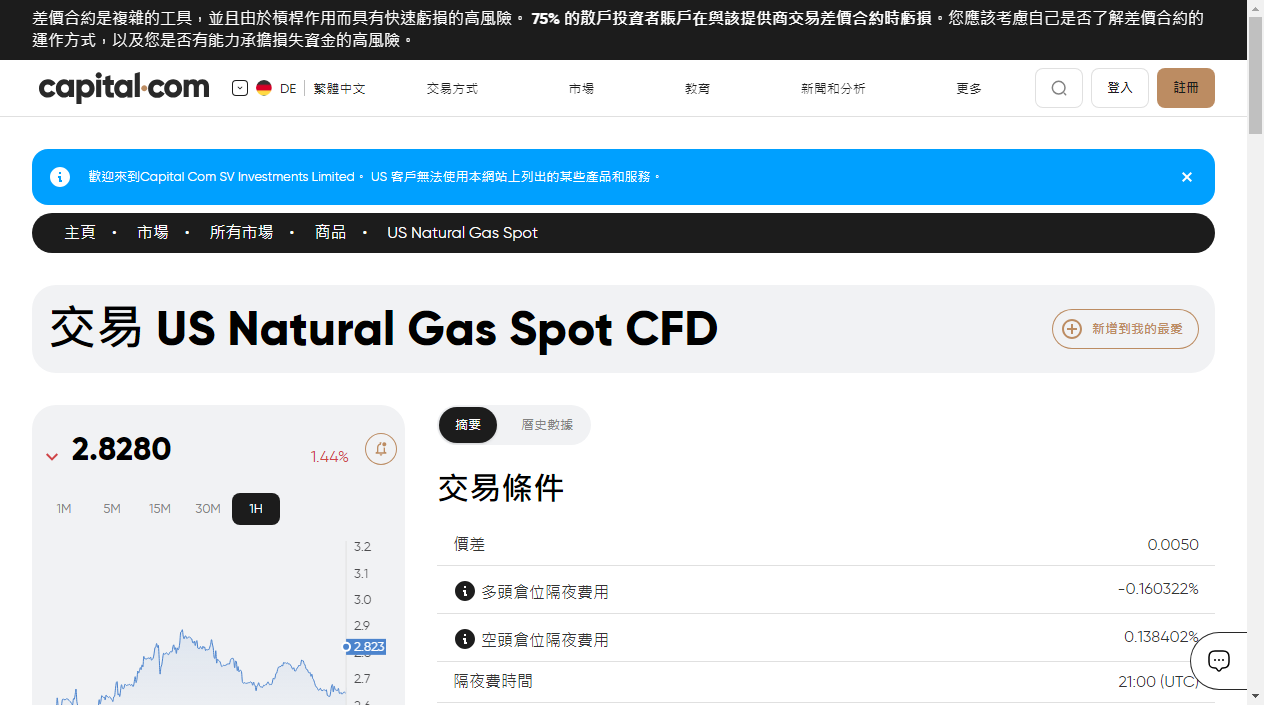 差價合約是複雜的工具，並且由於槓桿作用而具有快速虧損的高風險。 75% 的散戶投資者賬戶在與該提供商交易差價合約時虧損。您應該考慮自己是否了解差價合約的
運作方式，以及您是否有能力承擔損失資金的高風險。
capital.com DE 繁體中文 交易方式 市場 教育 新聞和分析 更多 登入 註冊
歡迎來到Capital Com SV Investments Limited。 US 客戶無法使用本網站上列出的某些產品和服務。
主頁 • 市場 • 所有市場 • 商品 • US Natural Gas Spot
交易 US Natural Gas Spot CFD
新增到我的最愛
2.8280
1.44%
1M 5M 15M 30M 1H
3.2
3.1
3.0
2.9
2.823
2.7
摘要 曆史數據
交易條件
價差 0.0050
多頭倉位隔夜費用 -0.160322%
空頭倉位隔夜費用 0.138402%
隔夜費時間 21:00 (UTC)